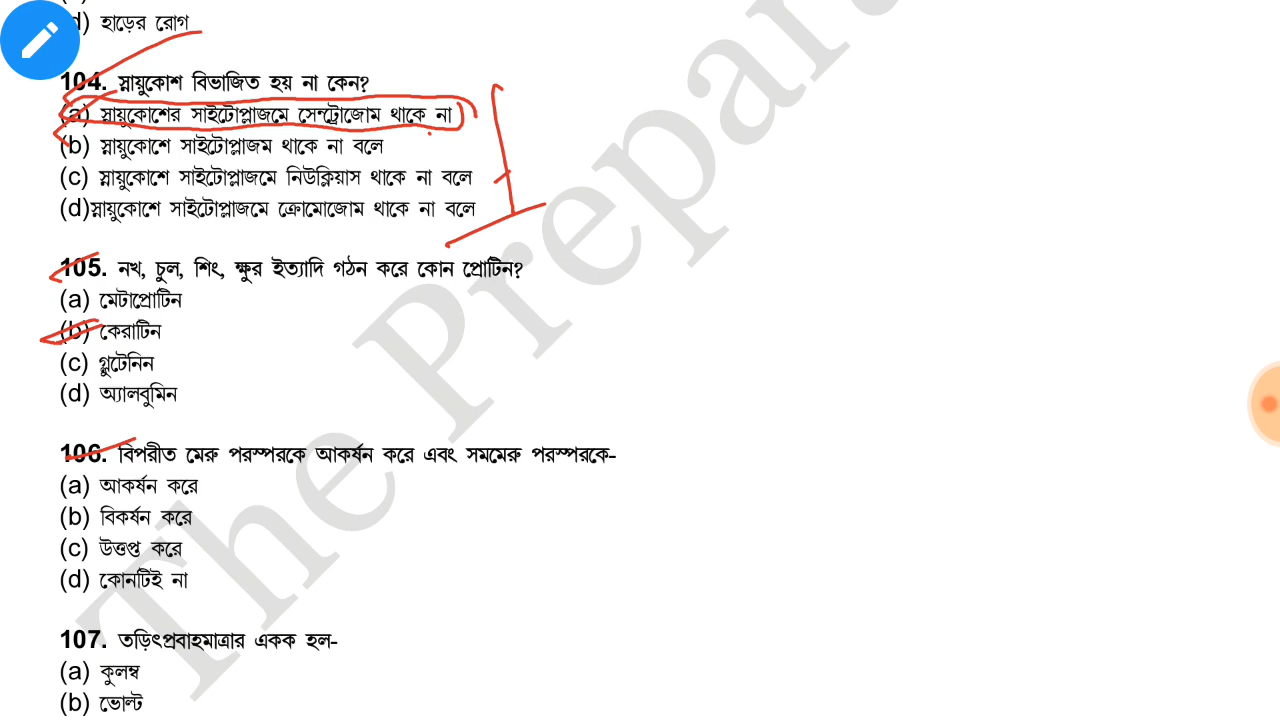 d) হাড়ের রোগ
104. স্নায়ুকোশ বিভাজিত হয় না কেন?
(a) স্নায়ুকোশের সাইটোপ্লাজমে সেন্ট্রোজোম থাকে না
(b) স্নায়ুকোশে সাইটোপ্লাজম থাকে না বলে
(c) স্নায়ুকোশে সাইটোপ্লাজমে নিউক্লিয়াস থাকে না বলে
(d)স্নায়ুকোশে সাইটোপ্লাজমে ক্রোমোজোম থাকে না বলে
105. নখ, চুল, শিং, ক্ষুর ইত্যাদি গঠন করে কোন প্রোটিন?
(a) মেটাপ্রোটিন
(b) কেরাটিন
(c) গ্লুটেনিন
(d) অ্যালবুমিন
106. বিপরীত মেরু পরস্পরকে আকর্ষন করে এবং সমমেরু পরস্পরকে-
(a) আকর্ষন করে
(b) বিকর্ষন করে
(c) উত্তপ্ত করে
(d) কোনটিই না
107. তড়িৎপ্রবাহমাত্রার একক হল-
(a) কুলম্ব
(b) ভোল্ট
The Prepar